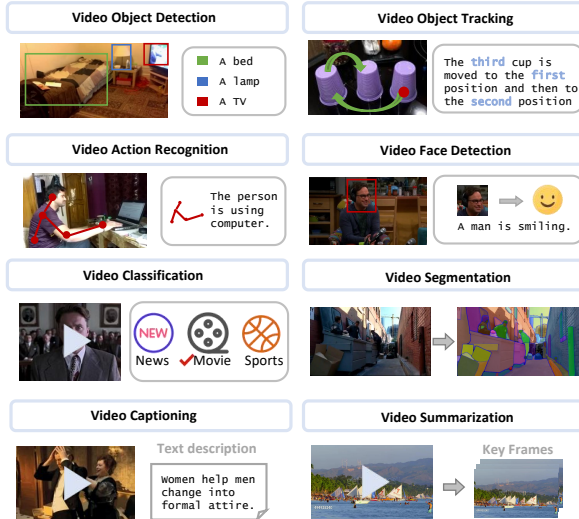 Video Object Detection
A bed
A lamp
A TV
Video Object Tracking
The third cup is
moved to the first
position and then to
the second position
Video Action Recognition
The person
is using
computer.
Video Face Detection
A man is smiling.
Video Classification
NEW
News
Movie
Sports
Video Segmentation
Video Captioning
Text description
Women help men
change into
formal attire.
Video Summarization
Key Frames